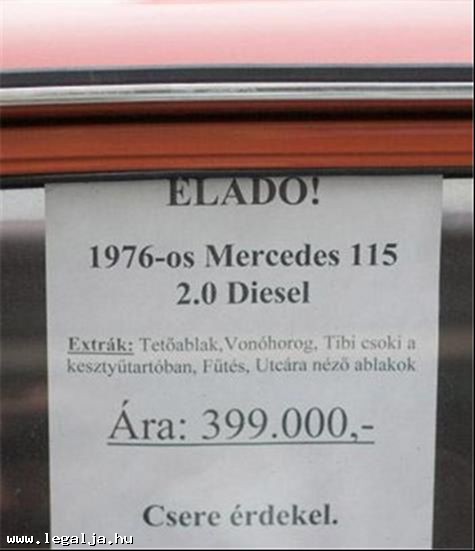 ELADÓ!
1976-os Mercedes 115
2.0 Diesel
Extrák: Tetőablak,Vonóhorog, Tibi csoki a
kesztyűtartóban, Fűtés, Utcára néző ablakok
Ára: 399.000,-
Csere érdekel.
www.legalja.hu